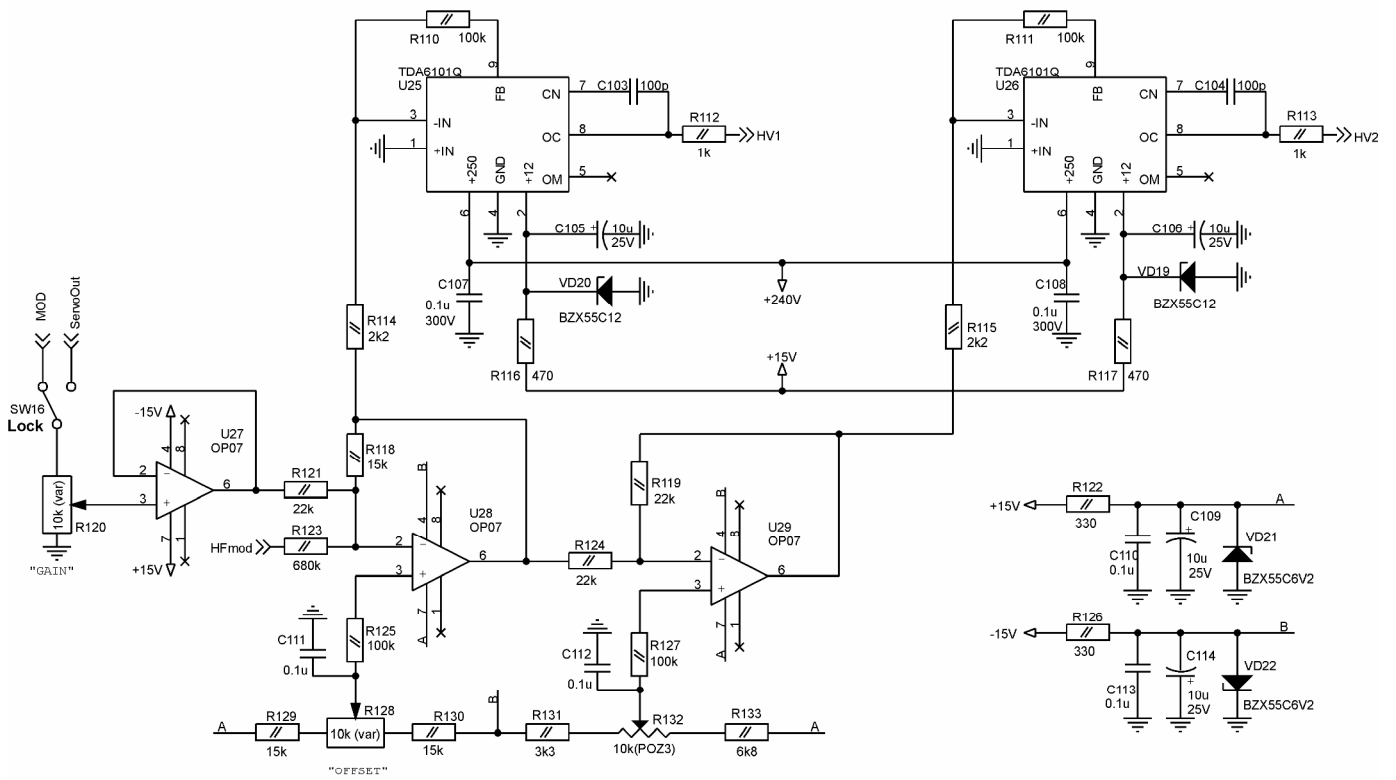 R110
100k
TDA6101Q
U25
9
FB
CN
7
C103
100p
3
-IN
OC
8
R112
1k
HV1
1
+IN
+250
GND
+12
OM
5
6
4
2
C105
+
10u
25V
C107
0.1u
300V
VD20
BZX55C12
+240V
R116
470
+15V
R111
100k
TDA6101Q
U26
9
FB
CN
7
C104
100p
3
-IN
OC
8
R113
1k
HV2
1
+IN
+250
GND
+12
OM
5
6
4
2
C106
+
10u
25V
C108
0.1u
300V
VD19
BZX55C12
R117
470
R114
2k2
R115
2k2
MOD
ServoOut
SW16
Lock
-15V
U27
OP07
4
8
2
-
3
+
6
7
1
+15V
10k (var)
R120
"GAIN"
R121
22k
R118
15k
HFmod
R123
680k
B
4
8
U28
OP07
2
-
3
+
6
7
1
A
R124
22k
R119
22k
B
4
8
U29
OP07
2
-
3
+
6
7
1
A
C111
0.1u
R125
100k
C112
0.1u
R127
100k
A
R129
15k
R128
10k (var)
"OFFSET"
R130
15k
B
R131
3k3
R132
10k(POZ3)
R133
6k8
A
+15V
R122
330
A
C110
0.1u
C109
+
10u
25V
VD21
BZX55C6V2
-15V
R126
330
B
C113
0.1u
C114
+
10u
25V
VD22
BZX55C6V2